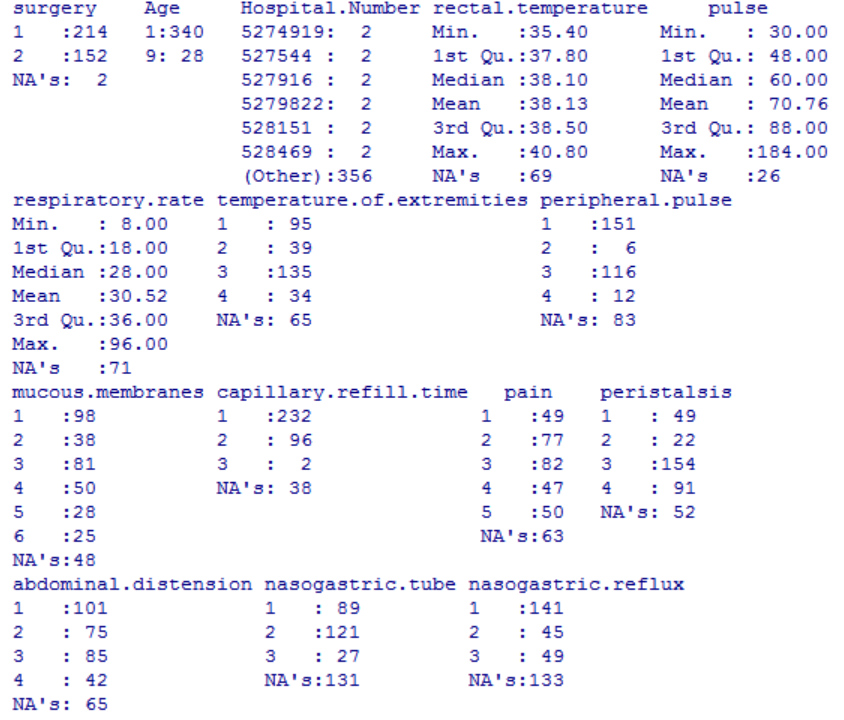 surgery    Age    Hospital.Number rectal.temperature    pulse
1   :214   1:340   5274919:  2     Min.   :35.40      Min.   : 30.00
2   :152   9: 28   527544 :  2     1st Qu.:37.80      1st Qu.: 48.00
NA's:  2           527916 :  2     Median :38.10      Median : 60.00
                   5279822:  2     Mean   :38.13      Mean   : 70.76
                   528151 :  2     3rd Qu.:38.50      3rd Qu.: 88.00
                   528469 :  2     Max.   :40.80      Max.   :184.00
                   (Other):356     NA's   :69         NA's   :26
respiratory.rate temperature.of.extremities peripheral.pulse
Min.   : 8.00    1   : 95                   1   :151
1st Qu.:18.00    2   : 39                   2   :  6
Median :28.00    3   :135                   3   :116
Mean   :30.52    4   : 34                   4   : 12
3rd Qu.:36.00    NA's: 65                   NA's: 83
Max.   :96.00
NA's   :71
mucous.membranes capillary.refill.time   pain    peristalsis
1   :98          1   :232              1   :49   1   : 49
2   :38          2   : 96              2   :77   2   : 22
3   :81          3   :  2              3   :82   3   :154
4   :50          NA's: 38              4   :47   4   : 91
5   :28                                5   :50   NA's: 52
6   :25                                NA's:63
NA's:48
abdominal.distension nasogastric.tube nasogastric.reflux
1   :101             1   : 89         1   :141
2   : 75             2   :121         2   : 45
3   : 85             3   : 27         3   : 49
4   : 42             NA's:131         NA's:133
NA's: 65